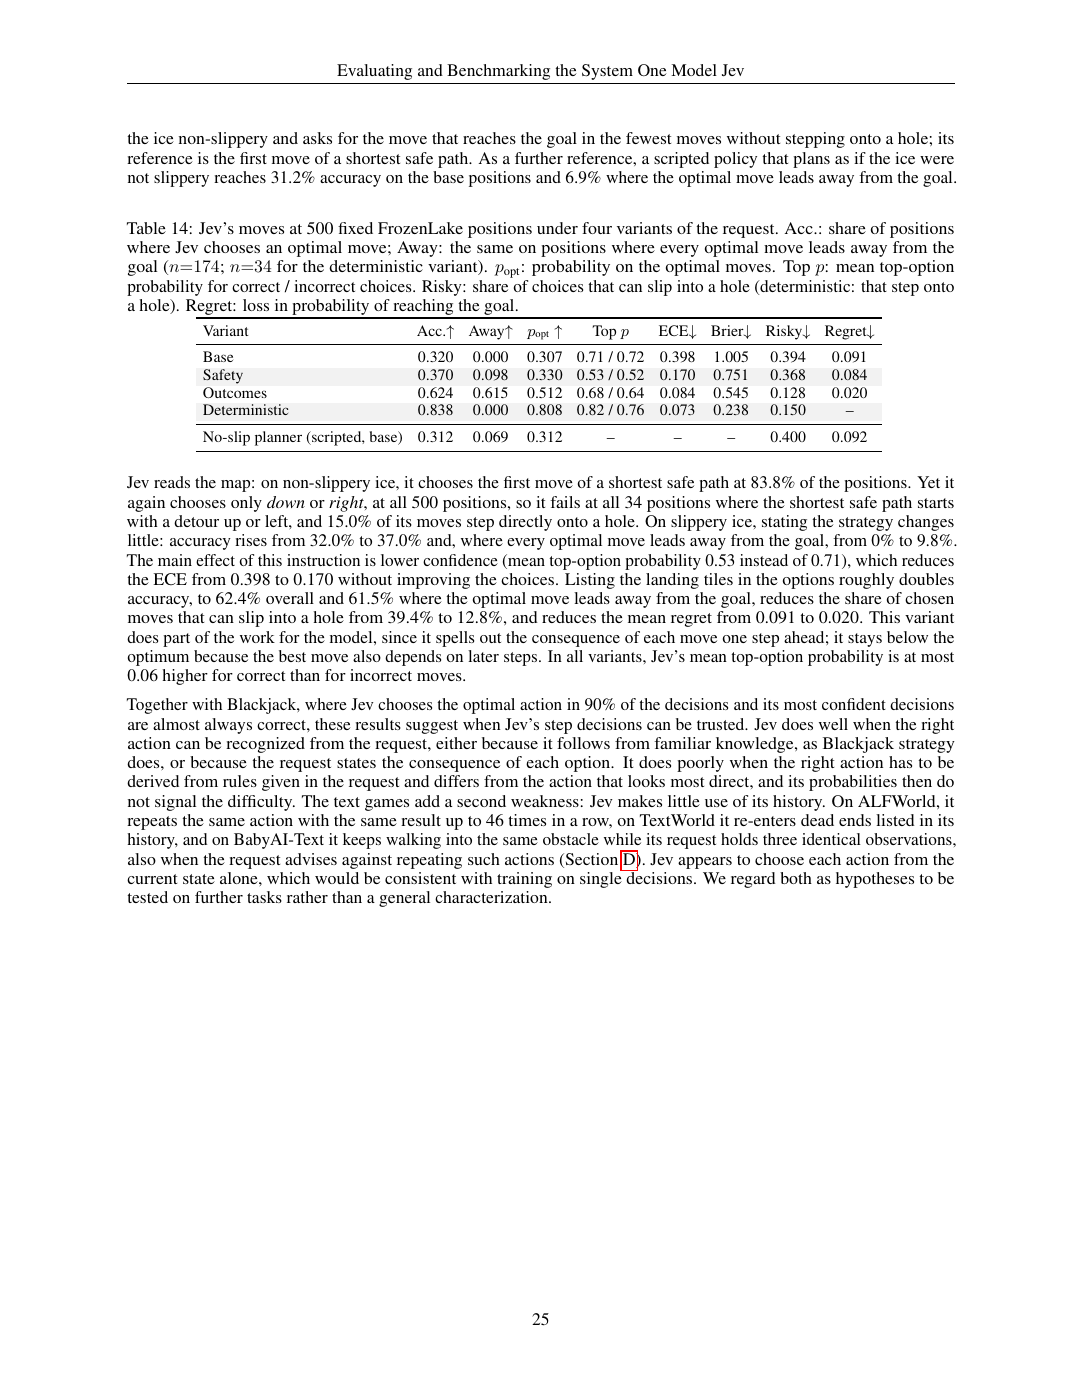 Evaluating and Benchmarking the System One Model Jev
the ice non-slippery and asks for the move that reaches the goal in the fewest moves without stepping onto a hole; its
reference is the first move of a shortest safe path. As a further reference, a scripted policy that plans as if the ice were
not slippery reaches 31.2% accuracy on the base positions and 6.9% where the optimal move leads away from the goal.
Table 14: Jev's moves at 500 fixed FrozenLake positions under four variants of the request. Acc.: share of positions
where Jev chooses an optimal move; Away: the same on positions where every optimal move leads away from the
goal (n=174; n=34 for the deterministic variant). popt: probability on the optimal moves. Top p: mean top-option
probability for correct / incorrect choices. Risky: share of choices that can slip into a hole (deterministic: that step onto
a hole). Regret: loss in probability of reaching the goal.
Variant Acc.↑ Away↑ popt ↑ Top p ECE↓ Brier↓ Risky↓ Regret↓
Base 0.320 0.000 0.307 0.71 / 0.72 0.398 1.005 0.394 0.091
Safety 0.370 0.098 0.330 0.53 / 0.52 0.170 0.751 0.368 0.084
Outcomes 0.624 0.615 0.512 0.68 / 0.64 0.084 0.545 0.128 0.020
Deterministic 0.838 0.000 0.808 0.82 / 0.76 0.073 0.238 0.150 –
No-slip planner (scripted, base) 0.312 0.069 0.312 – – – 0.400 0.092
Jev reads the map: on non-slippery ice, it chooses the first move of a shortest safe path at 83.8% of the positions. Yet it
again chooses only down or right, at all 500 positions, so it fails at all 34 positions where the shortest safe path starts
with a detour up or left, and 15.0% of its moves step directly onto a hole. On slippery ice, stating the strategy changes
little: accuracy rises from 32.0% to 37.0% and, where every optimal move leads away from the goal, from 0% to 9.8%.
The main effect of this instruction is lower confidence (mean top-option probability 0.53 instead of 0.71), which reduces
the ECE from 0.398 to 0.170 without improving the choices. Listing the landing tiles in the options roughly doubles
accuracy, to 62.4% overall and 61.5% where the optimal move leads away from the goal, reduces the share of chosen
moves that can slip into a hole from 39.4% to 12.8%, and reduces the mean regret from 0.091 to 0.020. This variant
does part of the work for the model, since it spells out the consequence of each move one step ahead; it stays below the
optimum because the best move also depends on later steps. In all variants, Jev's mean top-option probability is at most
0.06 higher for correct than for incorrect moves.
Together with Blackjack, where Jev chooses the optimal action in 90% of the decisions and its most confident decisions
are almost always correct, these results suggest when Jev's step decisions can be trusted. Jev does well when the right
action can be recognized from the request, either because it follows from familiar knowledge, as Blackjack strategy
does, or because the request states the consequence of each option. It does poorly when the right action has to be
derived from rules given in the request and differs from the action that looks most direct, and its probabilities then do
not signal the difficulty. The text games add a second weakness: Jev makes little use of its history. On ALFWorld, it
repeats the same action with the same result up to 46 times in a row, on TextWorld it re-enters dead ends listed in its
history, and on BabyAI-Text it keeps walking into the same obstacle while its request holds three identical observations,
also when the request advises against repeating such actions (Section D). Jev appears to choose each action from the
current state alone, which would be consistent with training on single decisions. We regard both as hypotheses to be
tested on further tasks rather than a general characterization.
25